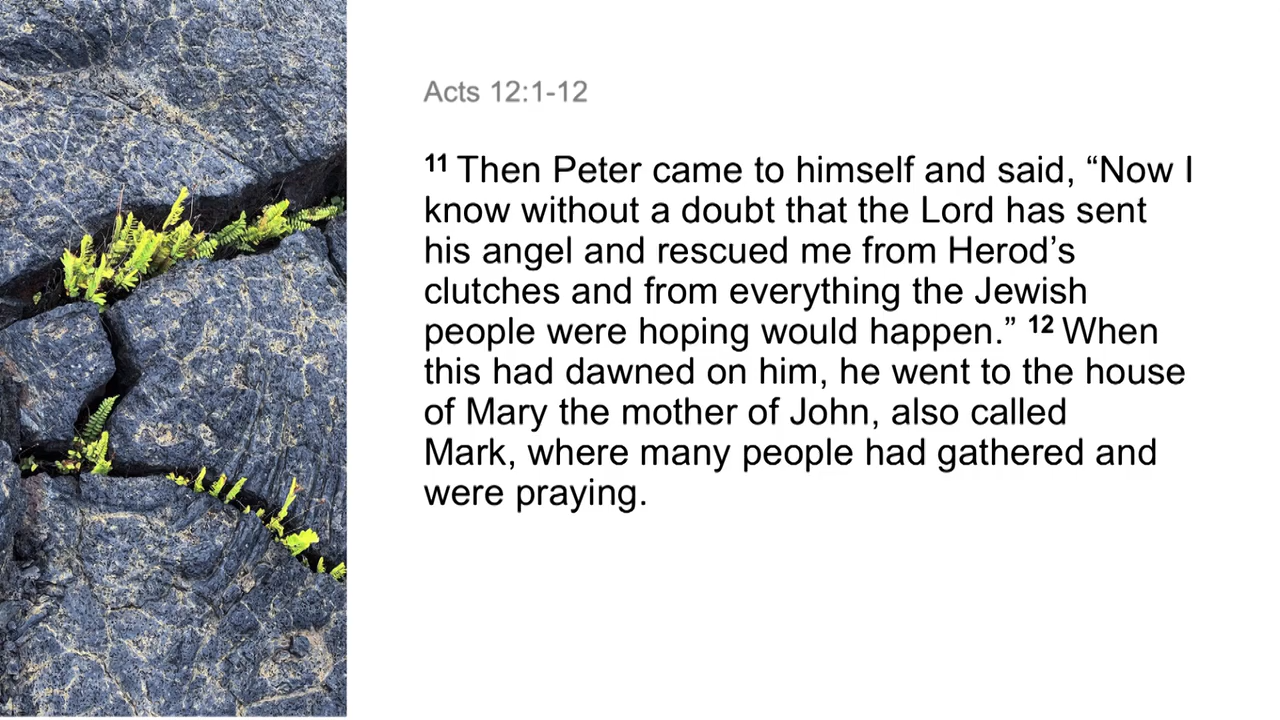 Acts 12:1-12
11 Then Peter came to himself and said, “Now I
know without a doubt that the Lord has sent
his angel and rescued me from Herod’s
clutches and from everything the Jewish
people were hoping would happen.” 12 When
this had dawned on him, he went to the house
of Mary the mother of John, also called
Mark, where many people had gathered and
were praying.